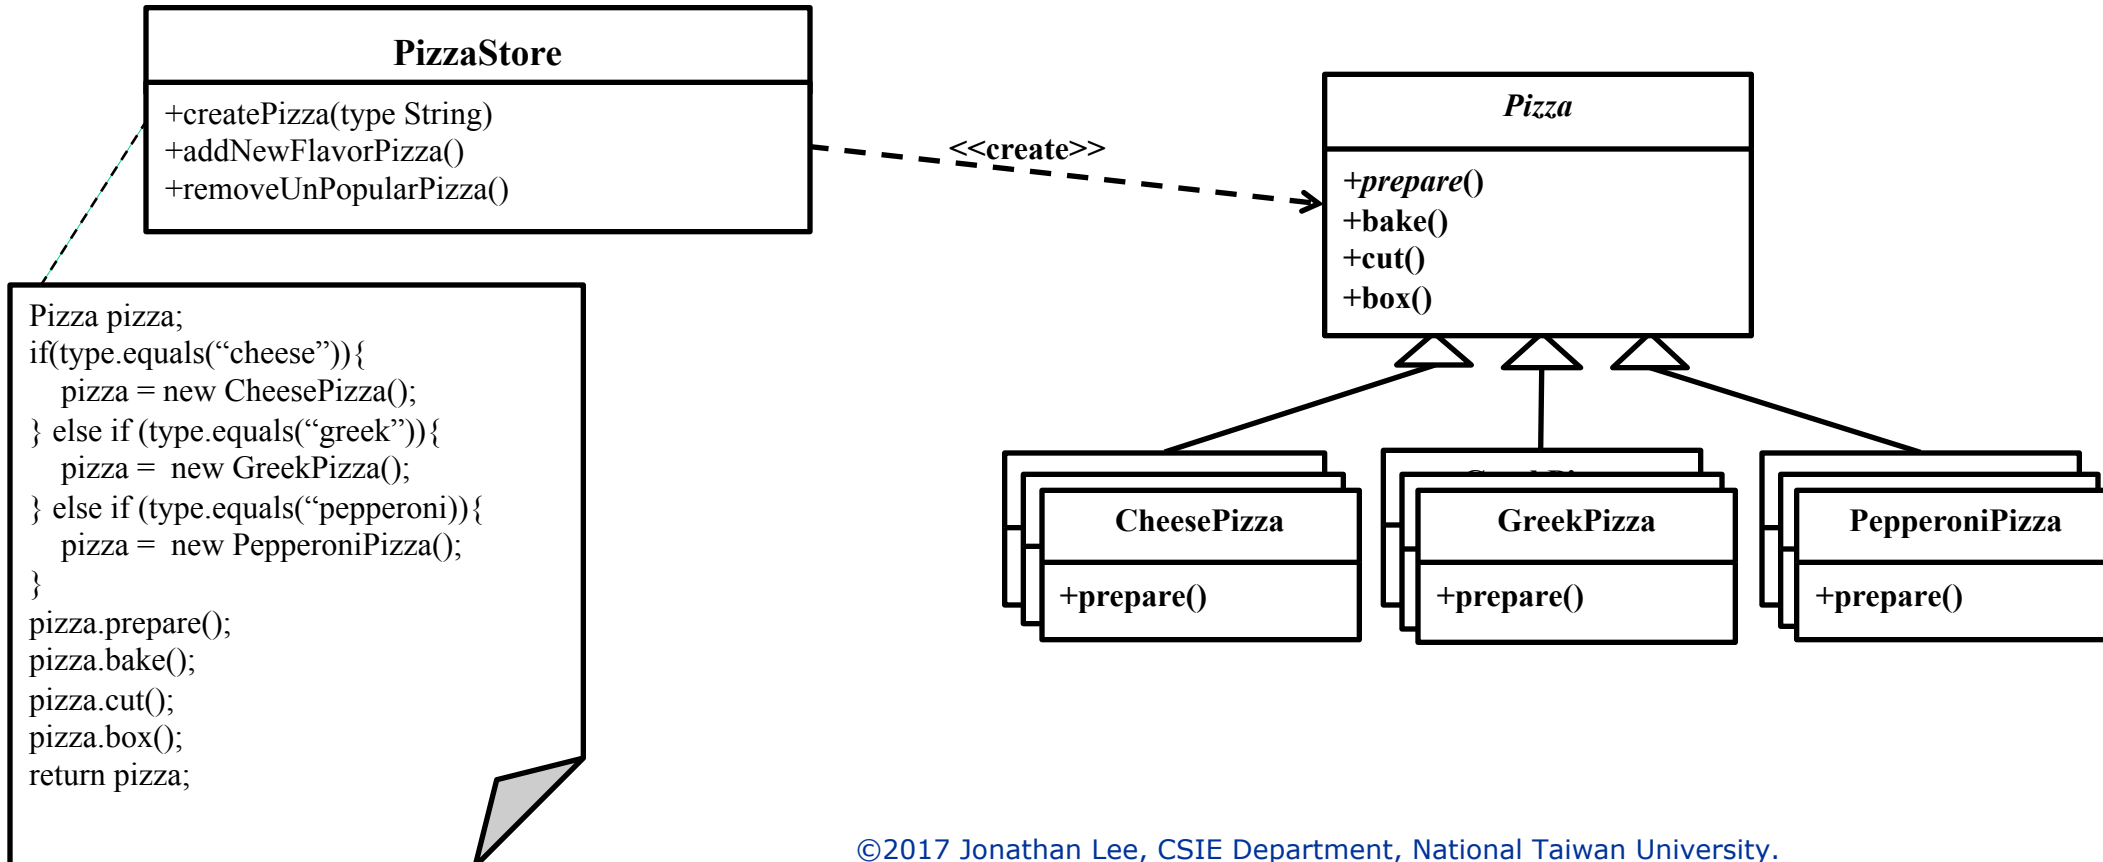 PizzaStore
+createPizza(type String)
+addNewFlavorPizza()
+removeUnPopularPizza()
<<create>>
Pizza
+prepare()
+bake()
+cut()
+box()
Pizza pizza;
if(type.equals(“cheese”)){
pizza = new CheesePizza();
} else if (type.equals(“greek”)){
pizza =  new GreekPizza();
} else if (type.equals(“pepperoni)){
pizza =  new PepperoniPizza();
}
pizza.prepare();
pizza.bake();
pizza.cut();
pizza.box();
return pizza;
CheesePizza
+prepare()
GreekPizza
+prepare()
PepperoniPizza
+prepare()
©2017 Jonathan Lee, CSIE Department, National Taiwan University.